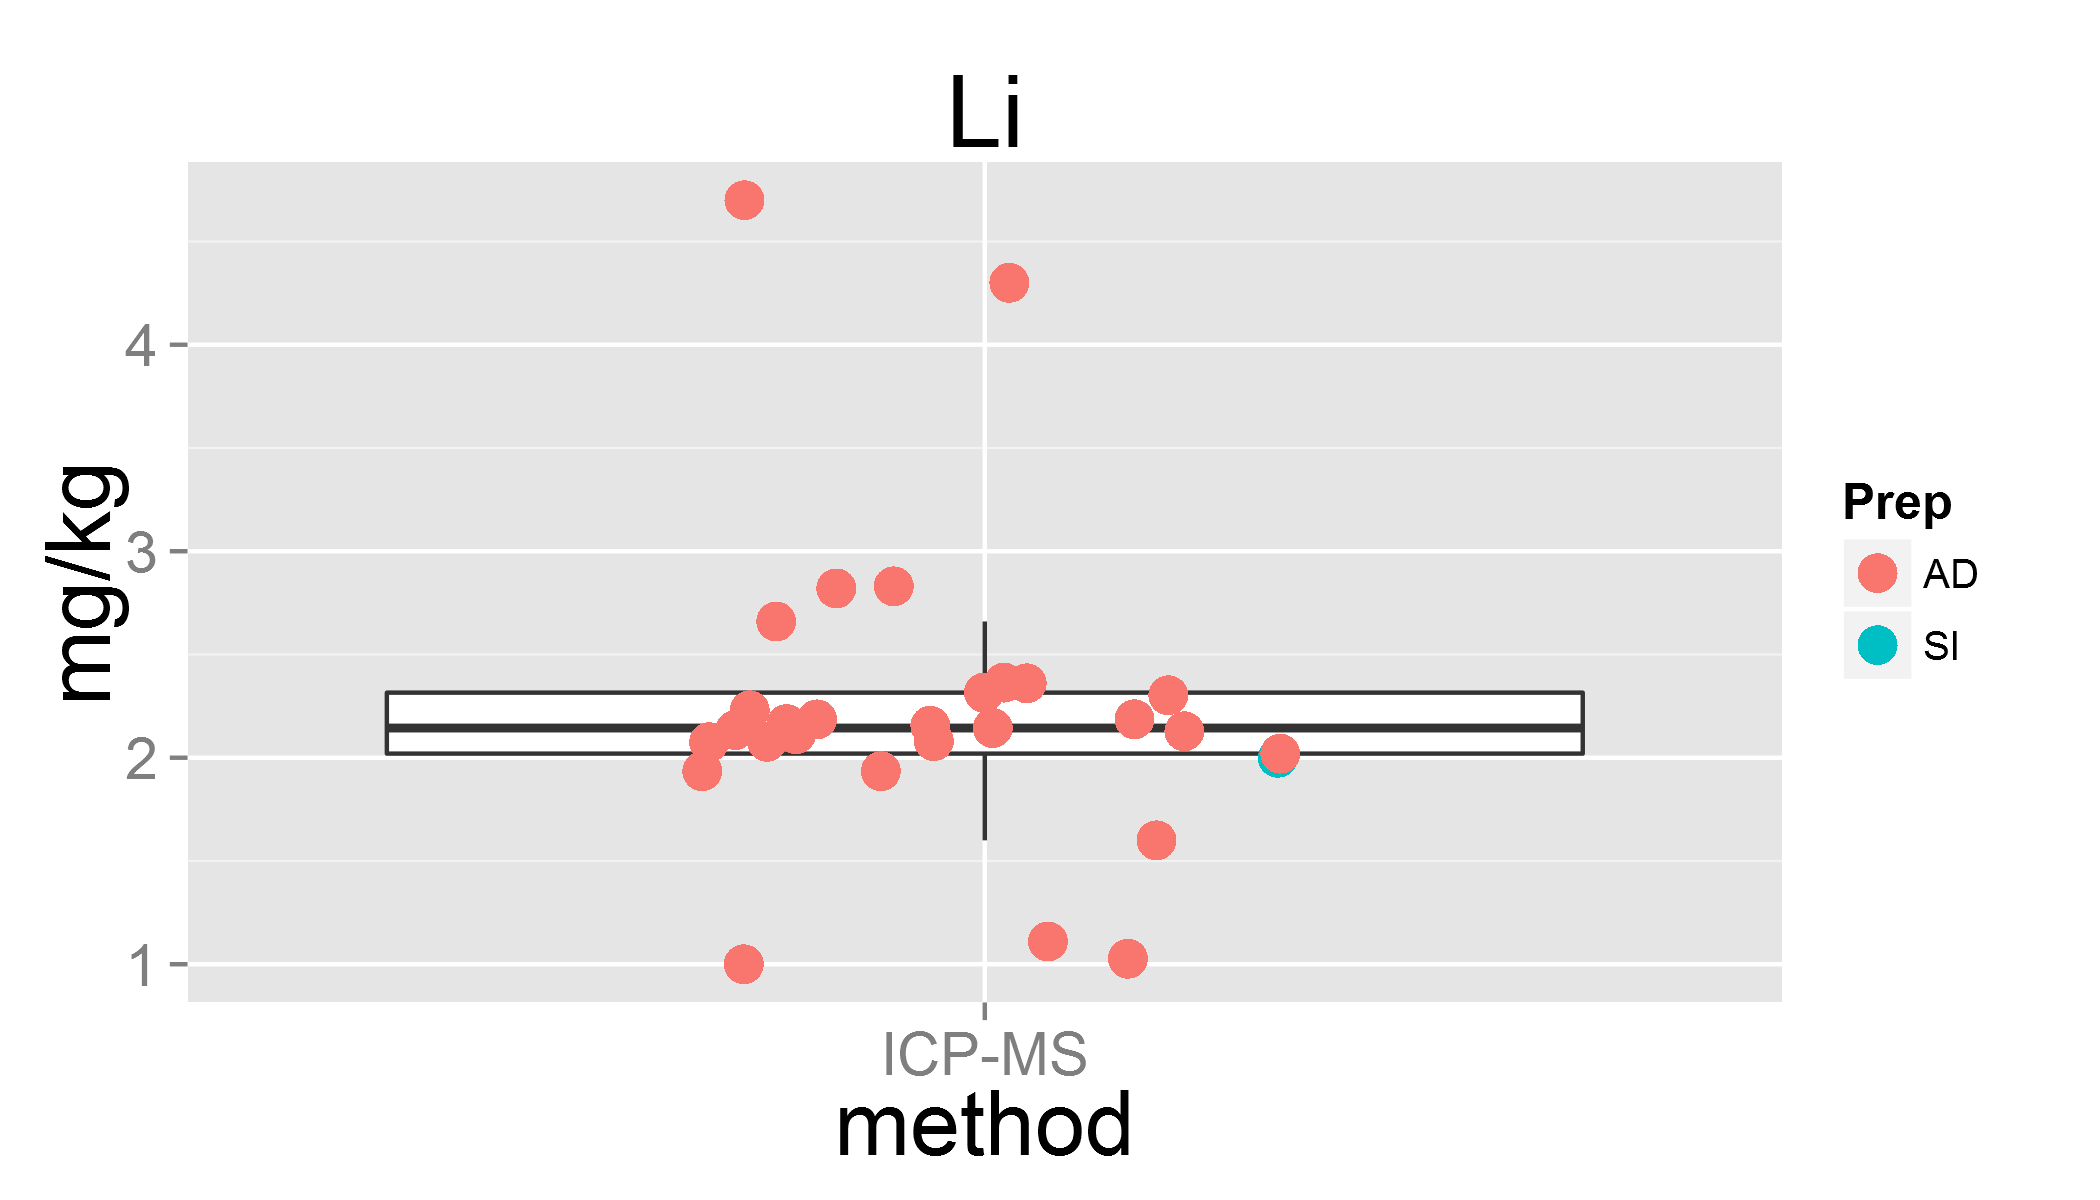 Li
mg/kg
4
3
2
1
ICP-MS
method
Prep
AD
SI